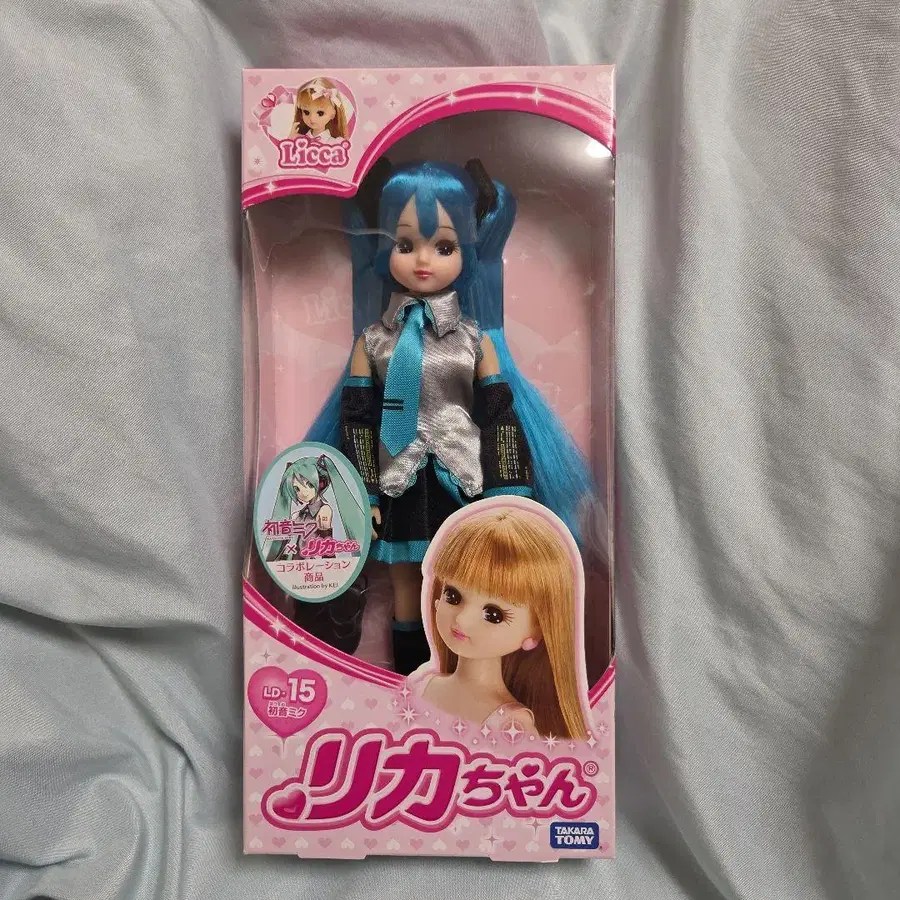 Licca
初音ミク
×リカちゃん
コラボレーション
商品
illustration by KEI
LD-15
初音ミク
リカちゃん®
TAKARA
TOMY